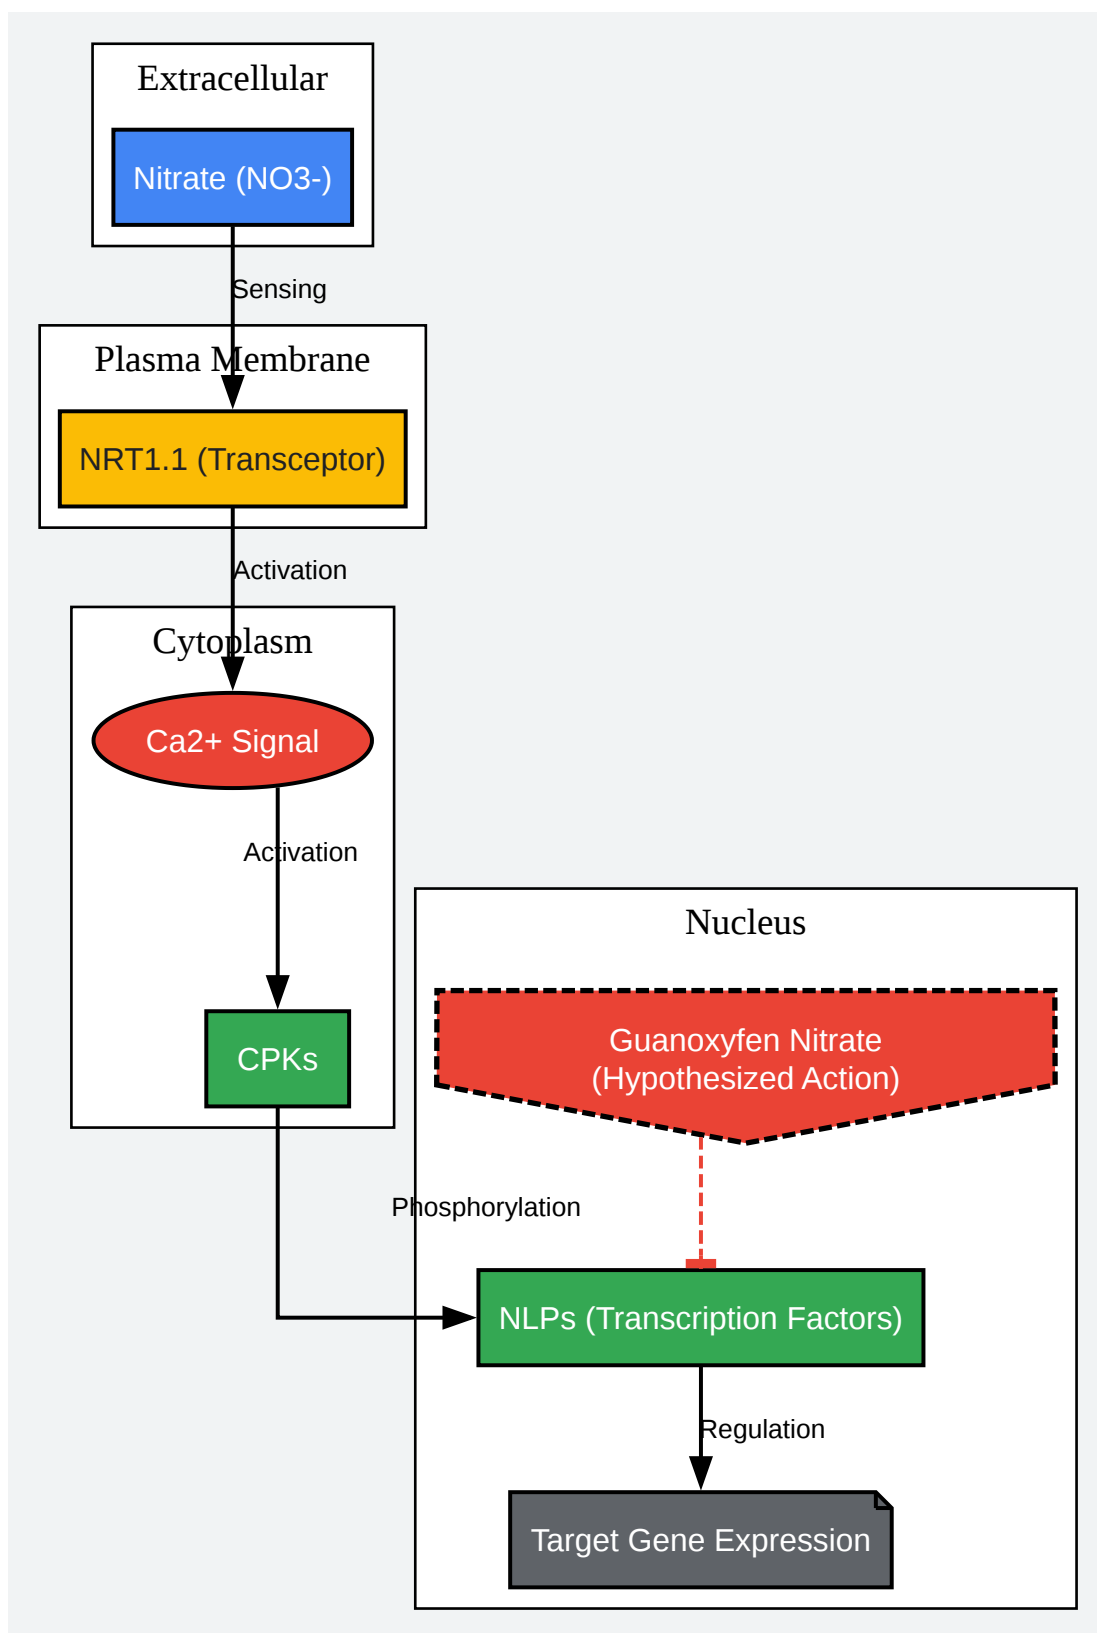 Extracellular
Nitrate (NO3-)
Sensing
Plasma Membrane
NRT1.1 (Transceptor)
Activation
Cytoplasm
Ca2+ Signal
Activation
CPKs
Nucleus
Guanoxyfen Nitrate
(Hypothesized Action)
Phosphorylation
NLPs (Transcription Factors)
Regulation
Target Gene Expression